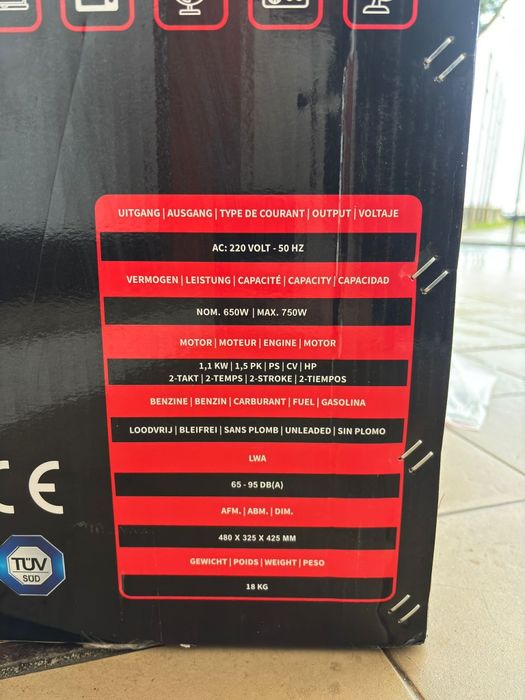 UITGANG | AUSGANG | TYPE DE COURANT | OUTPUT | VOLTAJE
AC: 220 VOLT - 50 HZ
VERMOGEN | LEISTUNG | CAPACITÉ | CAPACITY | CAPACIDAD
NOM. 650W | MAX. 750W
MOTOR | MOTEUR | ENGINE | MOTOR
1,1 KW | 1,5 PK | PS | CV | HP
2-TAKT | 2-TEMPS | 2-STROKE | 2-TIEMPOS
BENZINE | BENZIN | CARBURANT | FUEL | GASOLINA
LOODVRIJ | BLEIFREI | SANS PLOMB | UNLEADED | SIN PLOMO
LWA
65 - 95 DB(A)
AFM. | ABM. | DIM.
480 X 325 X 425 MM
GEWICHT | POIDS | WEIGHT | PESO
18 KG
CE
TÜV
SÜD